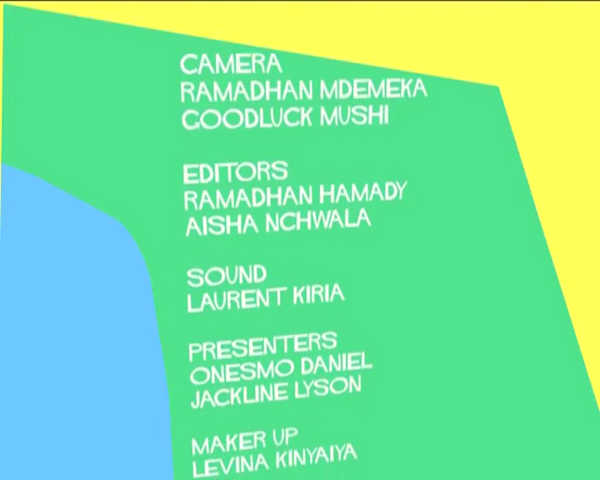 CAMERA
RAMADHAN MDEMEKA
GOODLUCK MUSHI
EDITORS
RAMADHAN HAMADY
AISHA NCHWALA
SOUND
LAURENT KIRIA
PRESENTERS
ONESMO DANIEL
JACKLINE LYSON
MAKER UP
LEVINA KINYAIYA